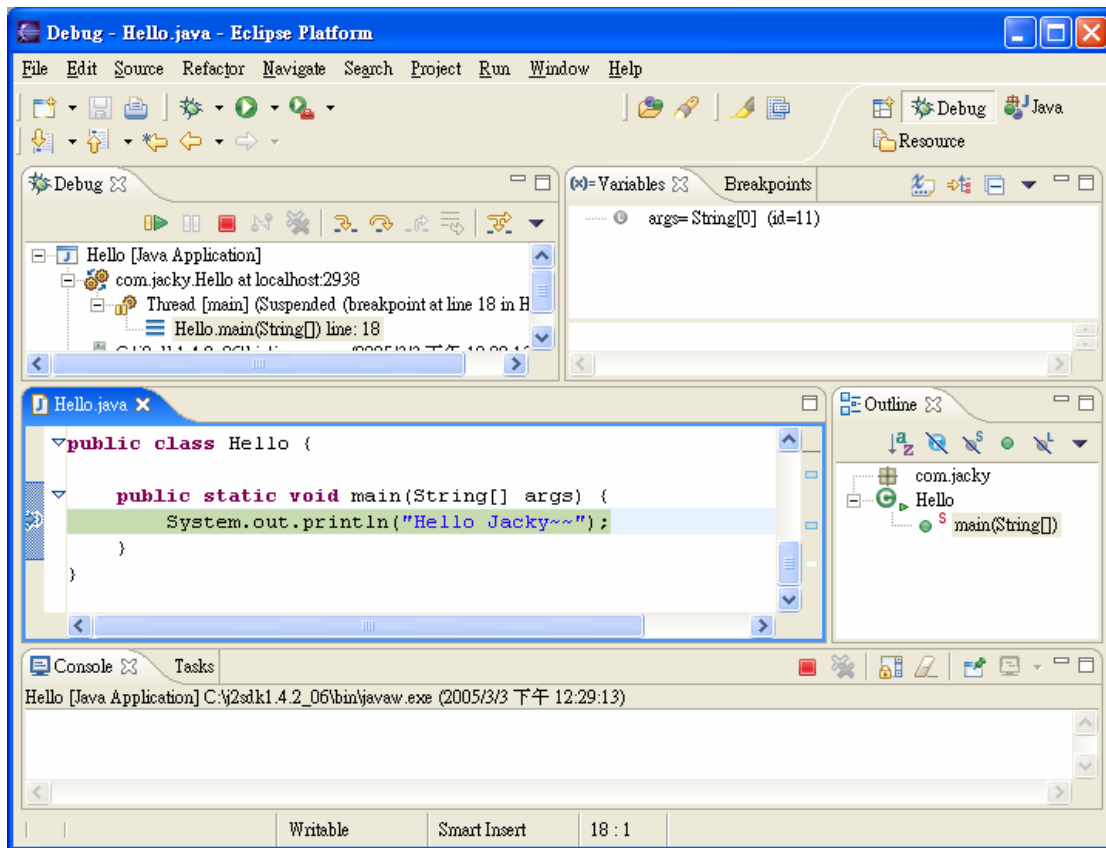 Debug - Hello.java - Eclipse Platform
File Edit Source Refactor Navigate Search Project Run Window Help
Debug Java
Resource
Debug
Variables Breakpoints
(x)=
args= String[0] (id=11)
Hello [Java Application]
com.jacky.Hello at localhost:2938
Thread [main] (Suspended (breakpoint at line 18 in H
Hello.main(String[]) line: 18
Hello.java
public class Hello {
public static void main(String[] args) {
System.out.println("Hello Jacky~~");
}
}
Outline
com.jacky
Hello
main(String[])
Console Tasks
Hello [Java Application] C:\j2sdk1.4.2_06\bin\javaw.exe (2005/3/3 下午 12:29:13)
Writable Smart Insert 18 : 1